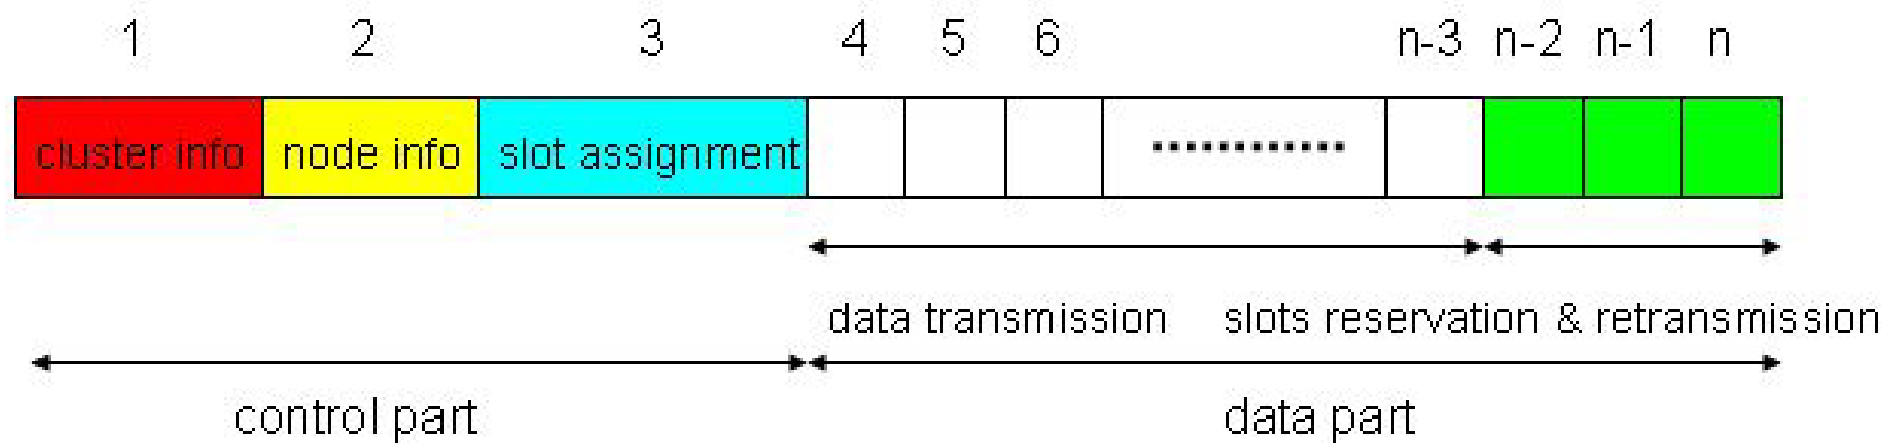 1 2 3 4 5 6 n-3 n-2 n-1 n
cluster info node info slot assignment ............
data transmission slots reservation & retransmission
control part data part